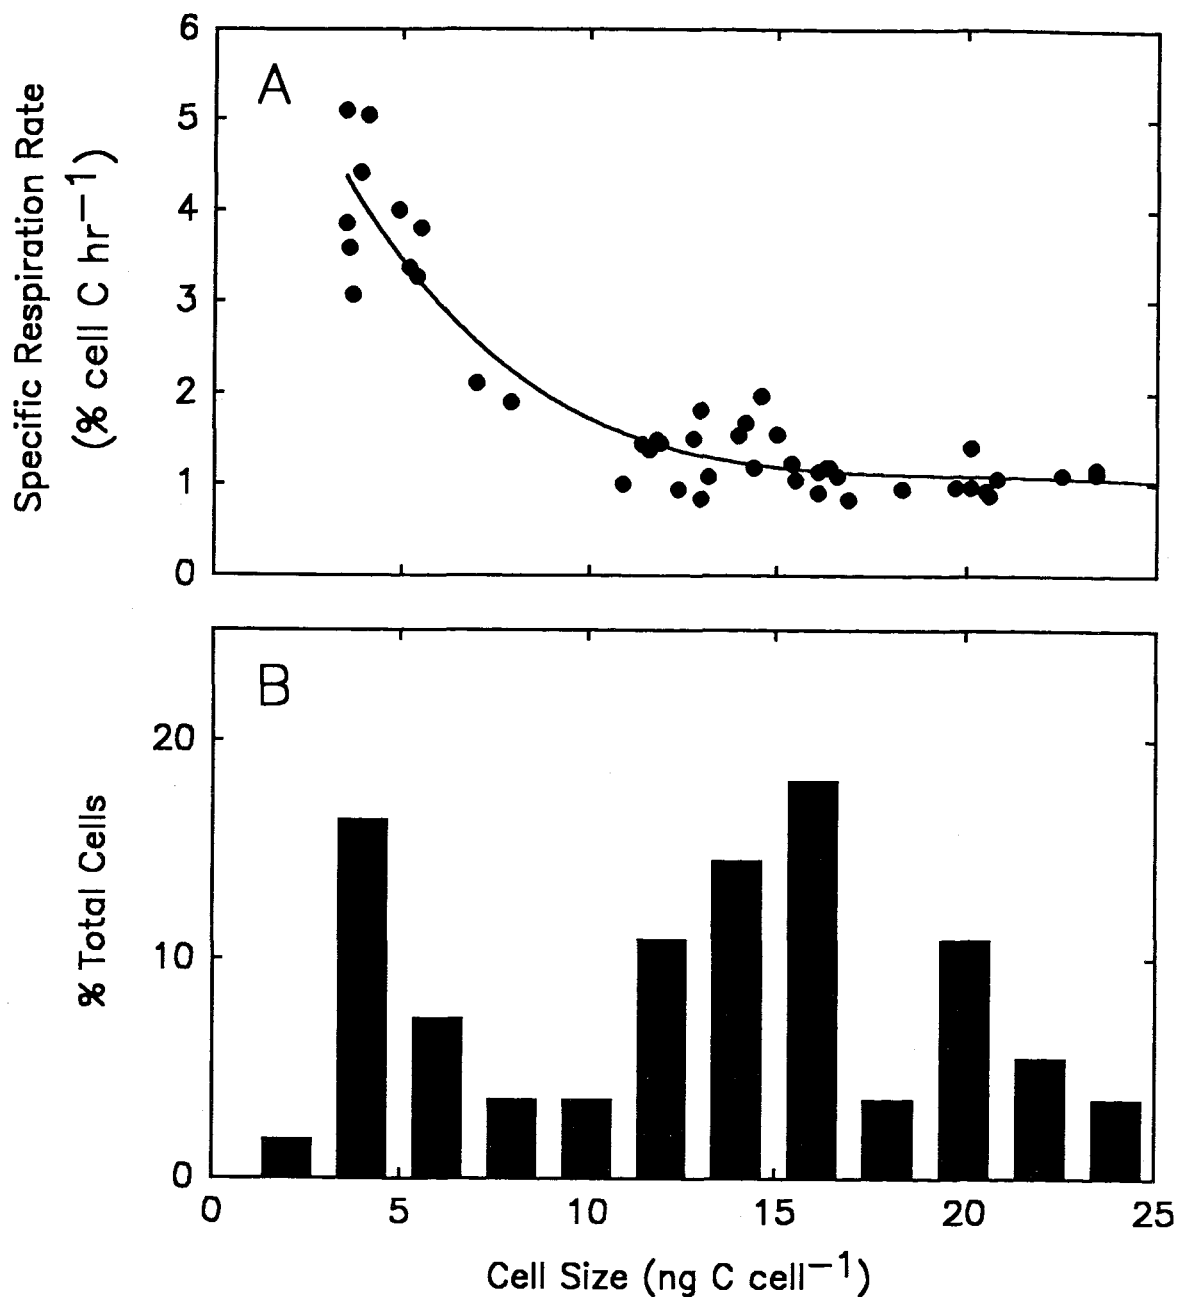 A
Specific Respiration Rate
(% cell C hr⁻¹)
6
5
4
3
2
1
0
B
% Total Cells
20
10
0
0 5 10 15 20 25
Cell Size (ng C cell⁻¹)